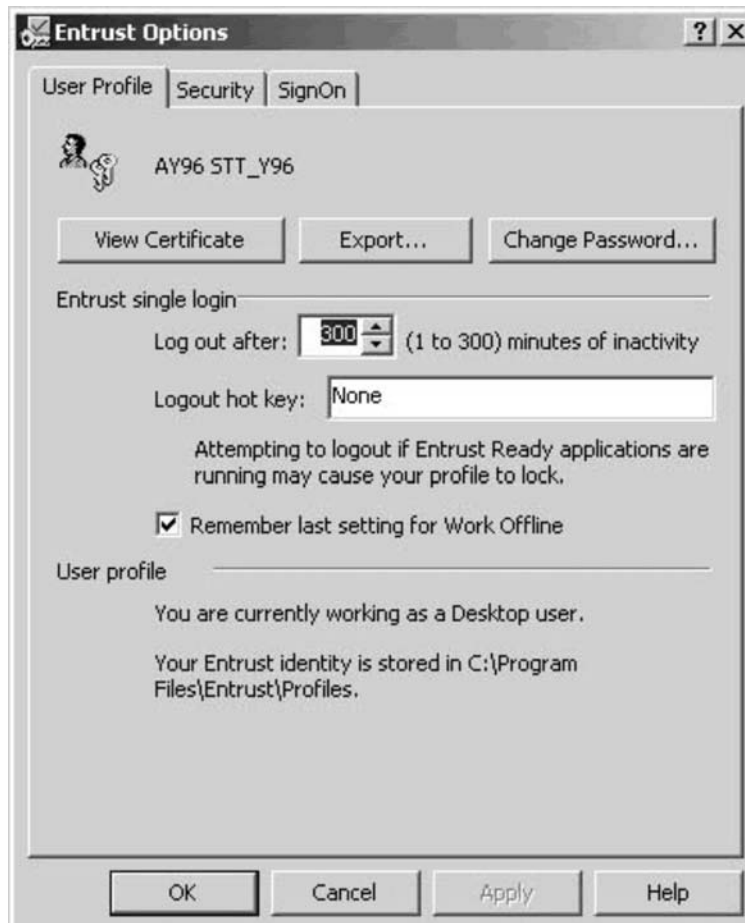 Entrust Options
User Profile
Security
SignOn
AY96 STT_Y96
View Certificate
Export...
Change Password...
Entrust single login
Log out after: 300 (1 to 300) minutes of inactivity
Logout hot key: None
Attempting to logout if Entrust Ready applications are
running may cause your profile to lock.
Remember last setting for Work Offline
User profile
You are currently working as a Desktop user.
Your Entrust identity is stored in C:\Program
Files\Entrust\Profiles.
OK
Cancel
Apply
Help